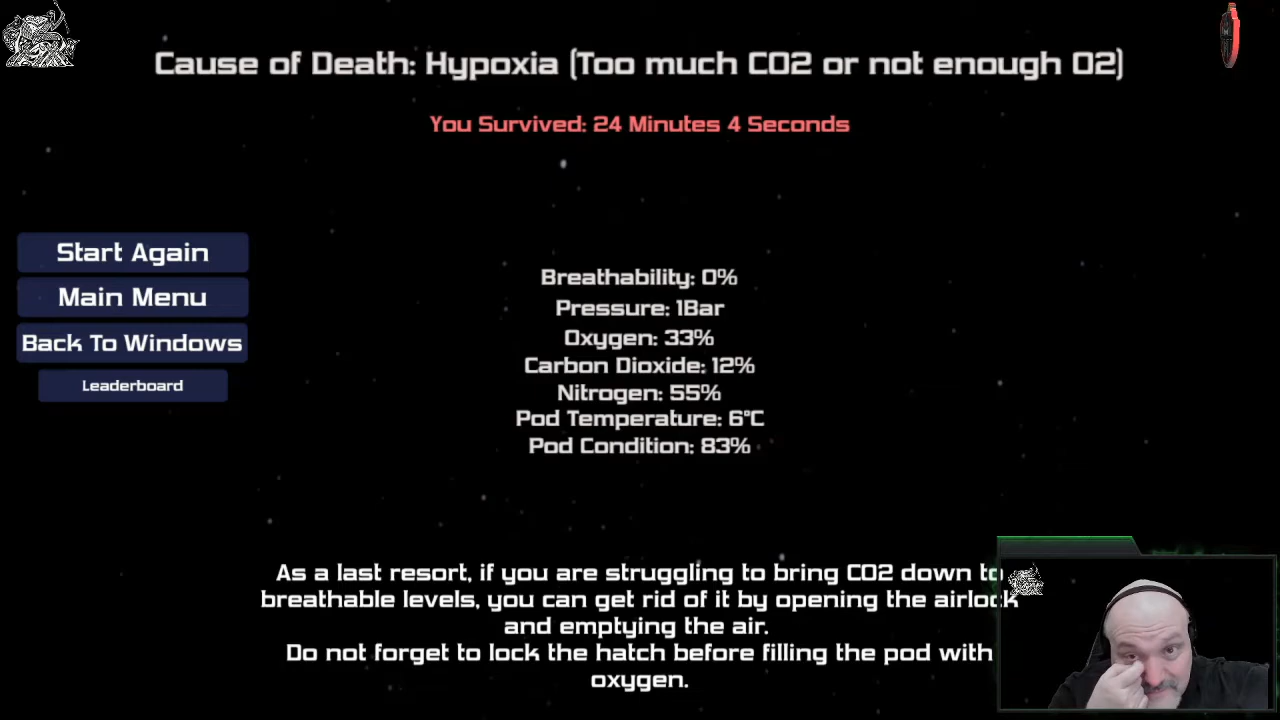 Cause of Death: Hypoxia (Too much CO2 or not enough O2)
You Survived: 24 Minutes 4 Seconds
Start Again
Main Menu
Back To Windows
Leaderboard
Breathability: 0%
Pressure: 1Bar
Oxygen: 33%
Carbon Dioxide: 12%
Nitrogen: 55%
Pod Temperature: 6°C
Pod Condition: 83%
As a last resort, if you are struggling to bring CO2 down to
breathable levels, you can get rid of it by opening the airlock
and emptying the air.
Do not forget to lock the hatch before filling the pod with
oxygen.